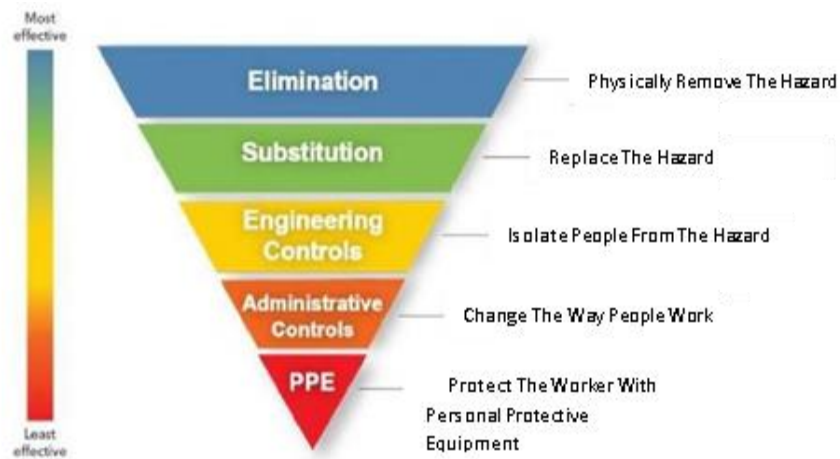 Most
effective
Elimination
Physically Remove The Hazard
Substitution
Replace The Hazard
Engineering
Controls
Isolate People From The Hazard
Administrative
Controls
Change The Way People Work
PPE
Protect The Worker With
Personal Protective
Equipment
Least
effective